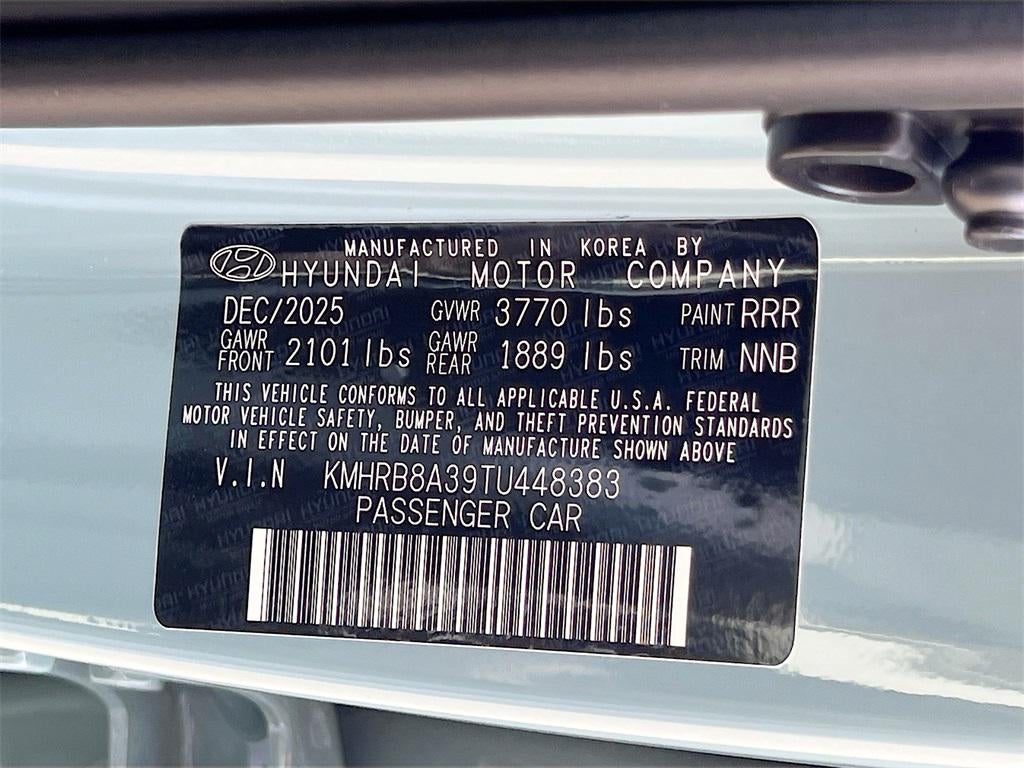 MANUFACTURED IN KOREA BY
HYUNDAI MOTOR COMPANY
DEC/2025 GVWR 3770 lbs PAINT RRR
GAWR FRONT 2101 lbs GAWR REAR 1889 lbs TRIM NNB
THIS VEHICLE CONFORMS TO ALL APPLICABLE U.S.A. FEDERAL
MOTOR VEHICLE SAFETY, BUMPER, AND THEFT PREVENTION STANDARDS
IN EFFECT ON THE DATE OF MANUFACTURE SHOWN ABOVE
V.I.N KMHRB8A39TU448383
PASSENGER CAR